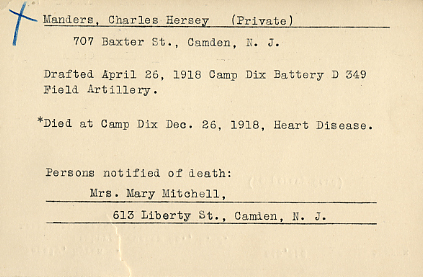 Manders, Charles Hersey (Private)
707 Baxter St., Camden, N. J.
Drafted April 26, 1918 Camp Dix Battery D 349
Field Artillery.
*Died at Camp Dix Dec. 26, 1918, Heart Disease.
Persons notified of death:
Mrs. Mary Mitchell,
613 Liberty St., Camden, N. J.